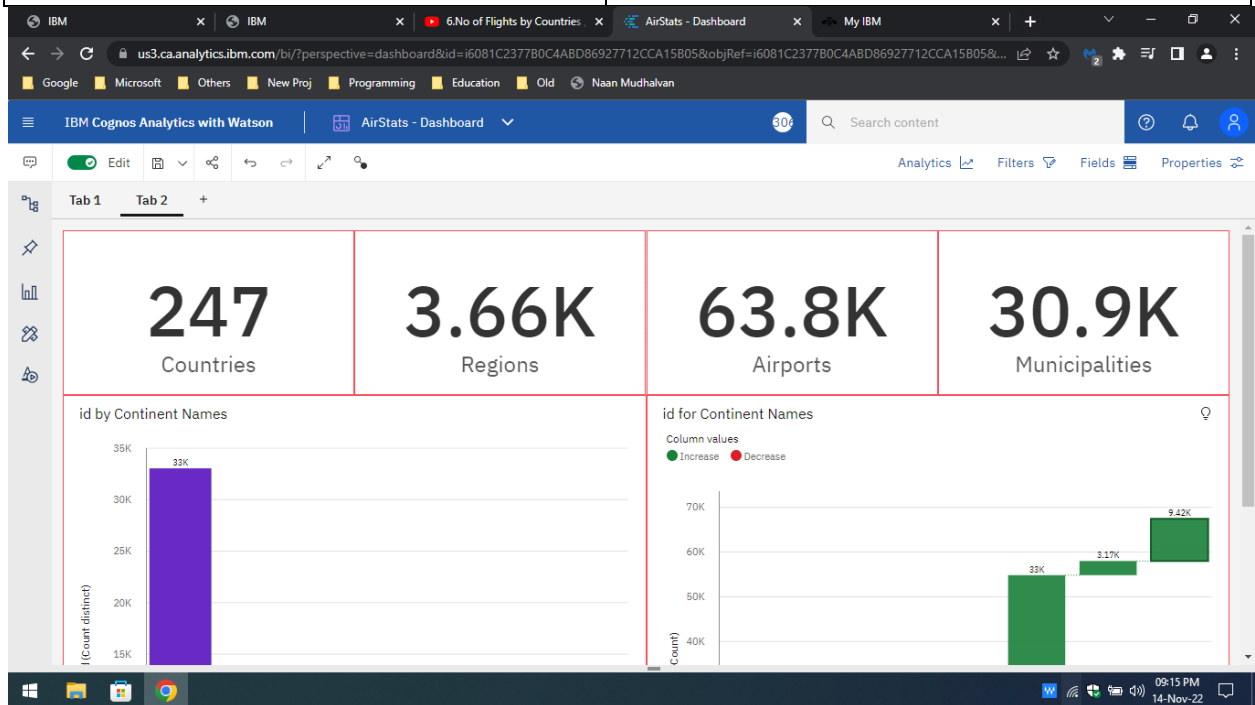 IBM
IBM
6.No of Flights by Countries
AirStats - Dashboard
My IBM
us3.ca.analytics.ibm.com/bi/?perspective=dashboard&id=i6081C2377B0C4ABD86927712CCA15B05&objRef=i6081C2377B0C4ABD86927712CCA15B05&...
2
Google
Microsoft
Others
New Proj
Programming
Education
Old
Naan Mudhalvan
IBM Cognos Analytics with Watson
AirStats - Dashboard
306
Search content
Edit
Analytics
Filters
Fields
Properties
Tab 1
Tab 2
247
Countries
3.66K
Regions
63.8K
Airports
30.9K
Municipalities
id by Continent Names
35K
33K
30K
25K
20K
15K
(Count distinct)
id for Continent Names
Column values
Increase
Decrease
70K
60K
50K
40K
33K
3.17K
9.42K
Count)
09:15 PM
14-Nov-22